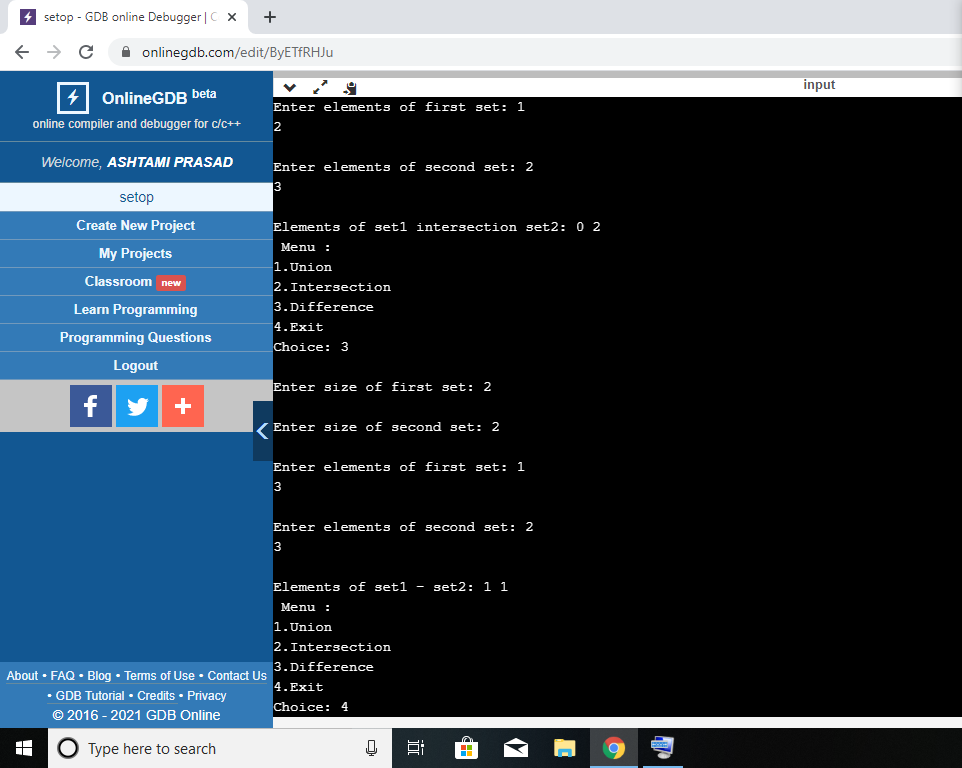 setop - GDB online Debugger | C
onlinegdb.com/edit/ByETfRHJu
OnlineGDB beta
online compiler and debugger for c/c++
Welcome, ASHTAMI PRASAD
setop
Create New Project
My Projects
Classroom new
Learn Programming
Programming Questions
Logout
About • FAQ • Blog • Terms of Use • Contact Us
• GDB Tutorial • Credits • Privacy
© 2016 - 2021 GDB Online
input
Enter elements of first set: 1
2
Enter elements of second set: 2
3
Elements of set1 intersection set2: 0 2
Menu :
1.Union
2.Intersection
3.Difference
4.Exit
Choice: 3
Enter size of first set: 2
Enter size of second set: 2
Enter elements of first set: 1
3
Enter elements of second set: 2
3
Elements of set1 - set2: 1 1
Menu :
1.Union
2.Intersection
3.Difference
4.Exit
Choice: 4
Type here to search